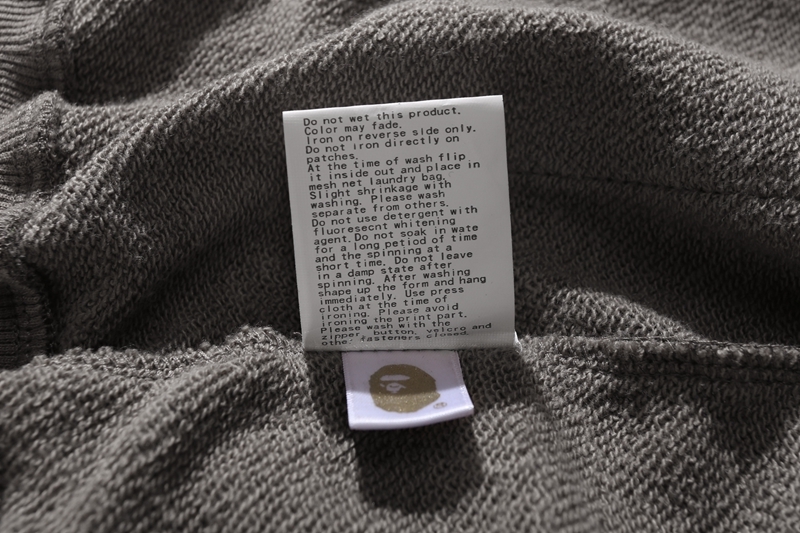 Do not wet this product.
Color may fade.
Iron on reverse side only.
Do not iron directly on
patches.
At the time of wash flip
it inside out and place in
mesh net laundry bag.
Slight shrinkage with
washing. Please wash
separate from others.
Do not use detergent with
fluoresecnt whitening
agent. Do not soak in wate
for a long petiod of time
and the spinning at a
short time. Do not leave
in a damp state after
spinning. After washing
shape up the form and hang
immediately. Use press
cloth at the time of
ironing. Please avoid
ironing the print part.
Please wash with the
zipper, button, velcro and
other fasteners closed.